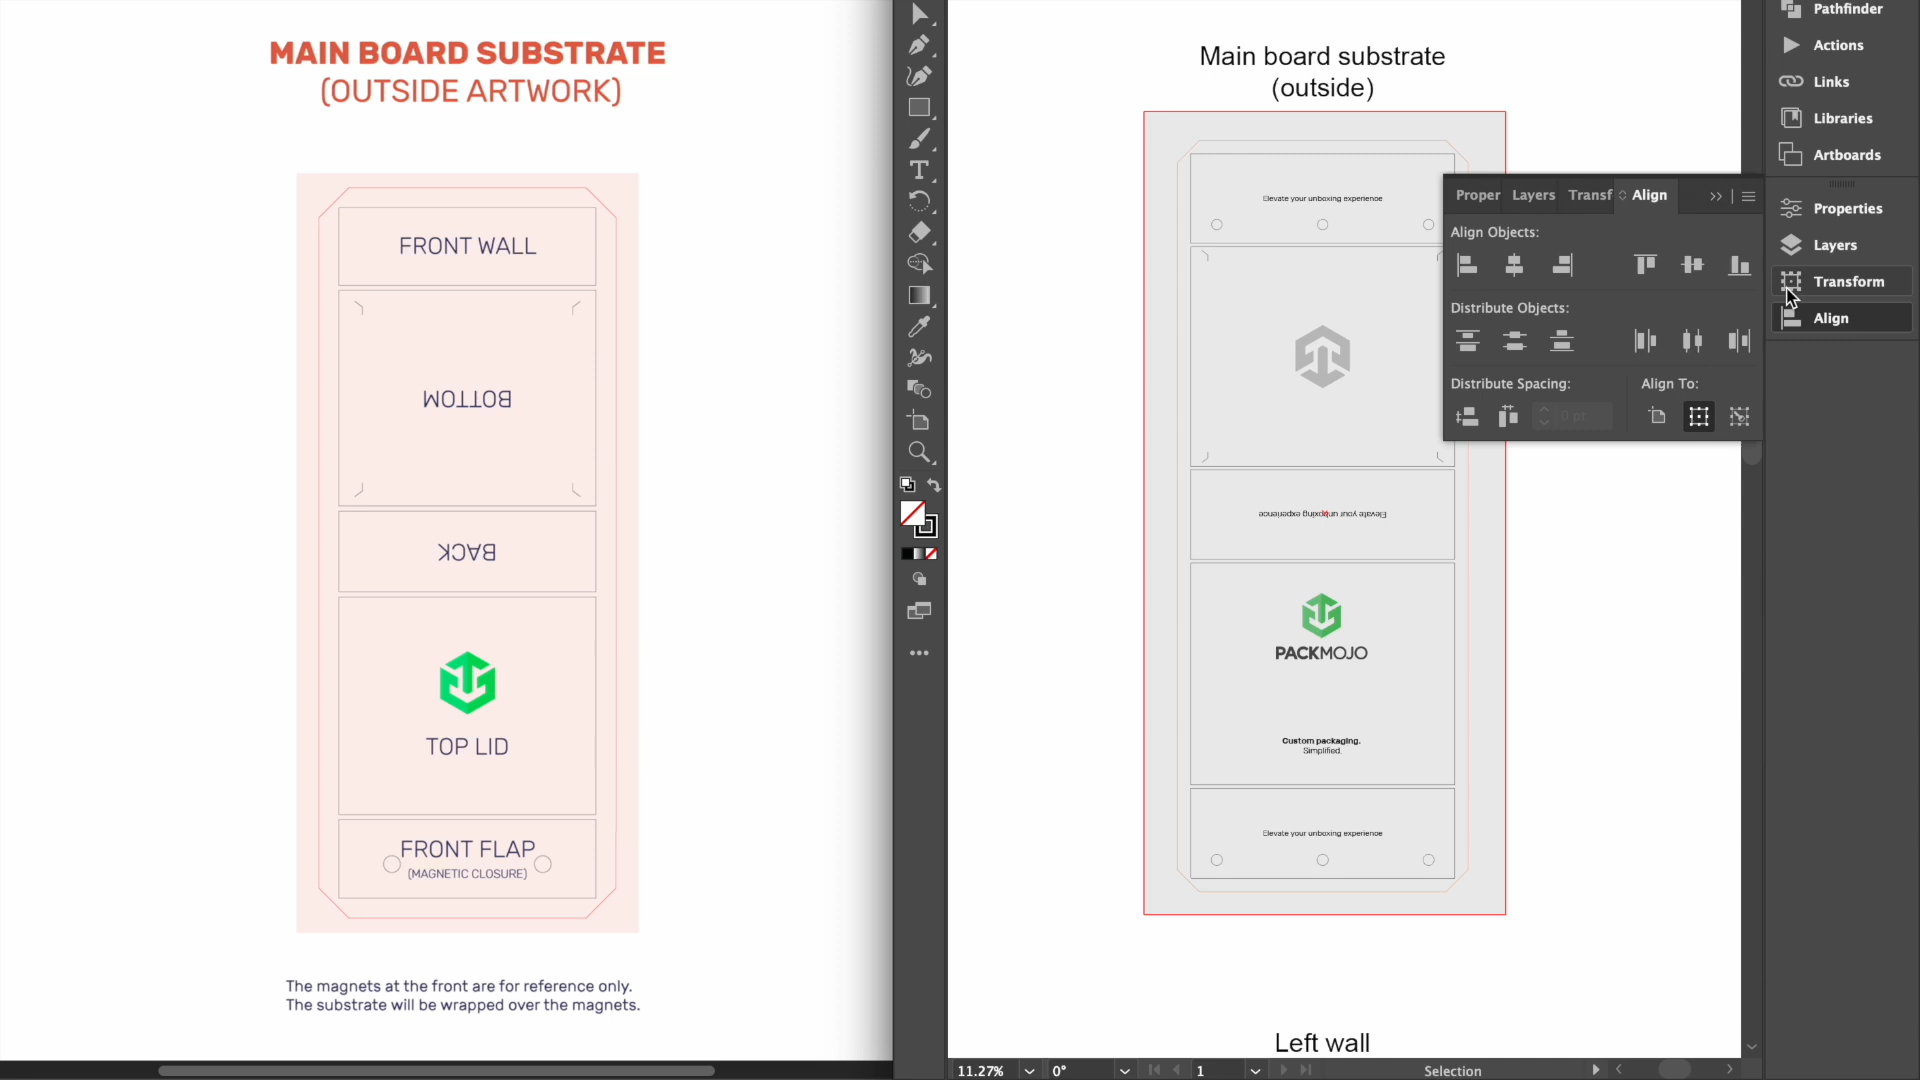 MAIN BOARD SUBSTRATE
(OUTSIDE ARTWORK)
FRONT WALL
BOTTOM
BACK
TOP LID
FRONT FLAP
(MAGNETIC CLOSURE)
The magnets at the front are for reference only.
The substrate will be wrapped over the magnets.
Main board substrate
(outside)
Elevate your unboxing experience
Elevate your unboxing experience
PACKMOJO
Custom packaging.
Simplified.
Elevate your unboxing experience
Left wall
11.27%
0°
1
Selection
Proper
Layers
Transf
Align
Align Objects:
Distribute Objects:
Distribute Spacing:
Align To:
0 pt
Pathfinder
Actions
Links
Libraries
Artboards
Properties
Layers
Transform
Align